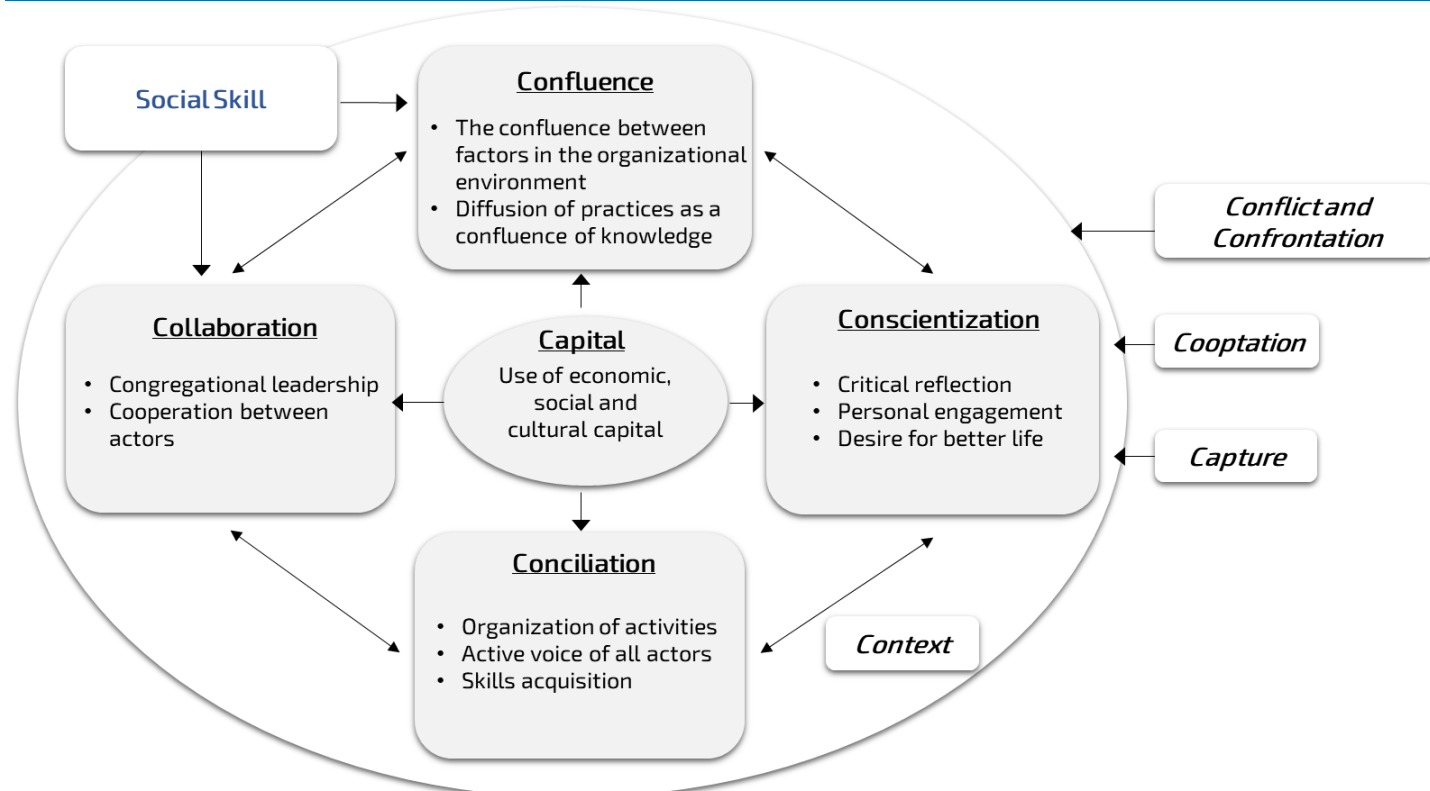 Social Skill
Confluence
• The confluence between
factors in the organizational
environment
• Diffusion of practices as a
confluence of knowledge
Conflict and
Confrontation
Collaboration
• Congregational leadership
• Cooperation between
actors
Capital
Use of economic,
social and
cultural capital
Conscientization
• Critical reflection
• Personal engagement
• Desire for better life
Cooptation
Capture
Conciliation
• Organization of activities
• Active voice of all actors
• Skills acquisition
Context